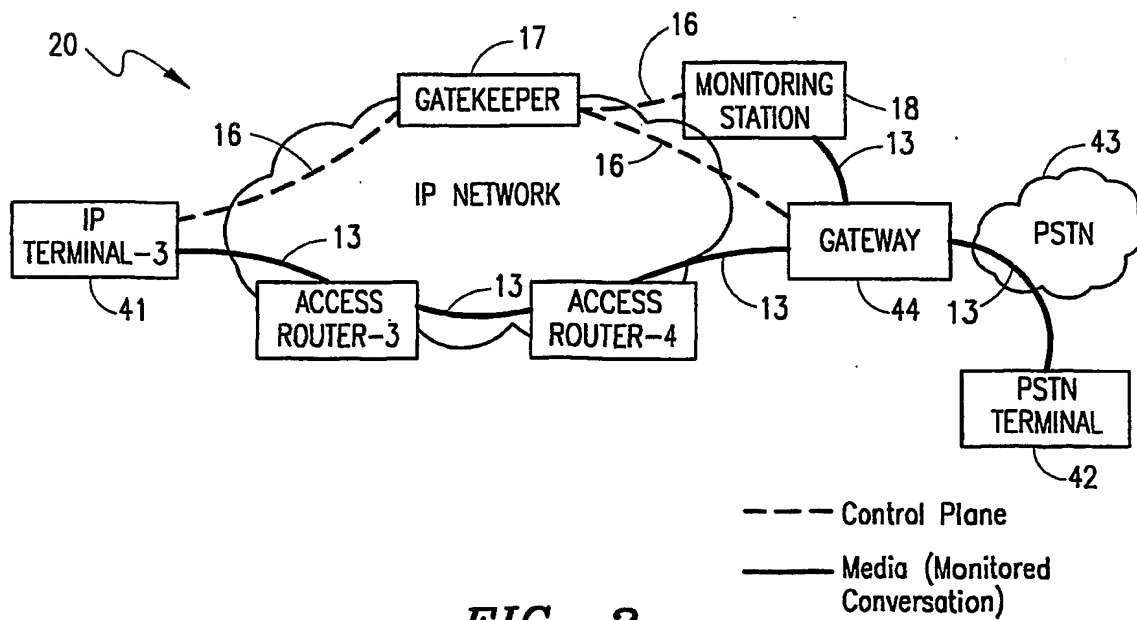 20
17
16
GATEKEEPER
MONITORING
STATION
18
16
16
13
43
IP NETWORK
IP
TERMINAL-3
41
13
GATEWAY
44
PSTN
13
13
13
ACCESS
ROUTER-3
ACCESS
ROUTER-4
PSTN
TERMINAL
42
Control Plane
Media (Monitored
Conversation)